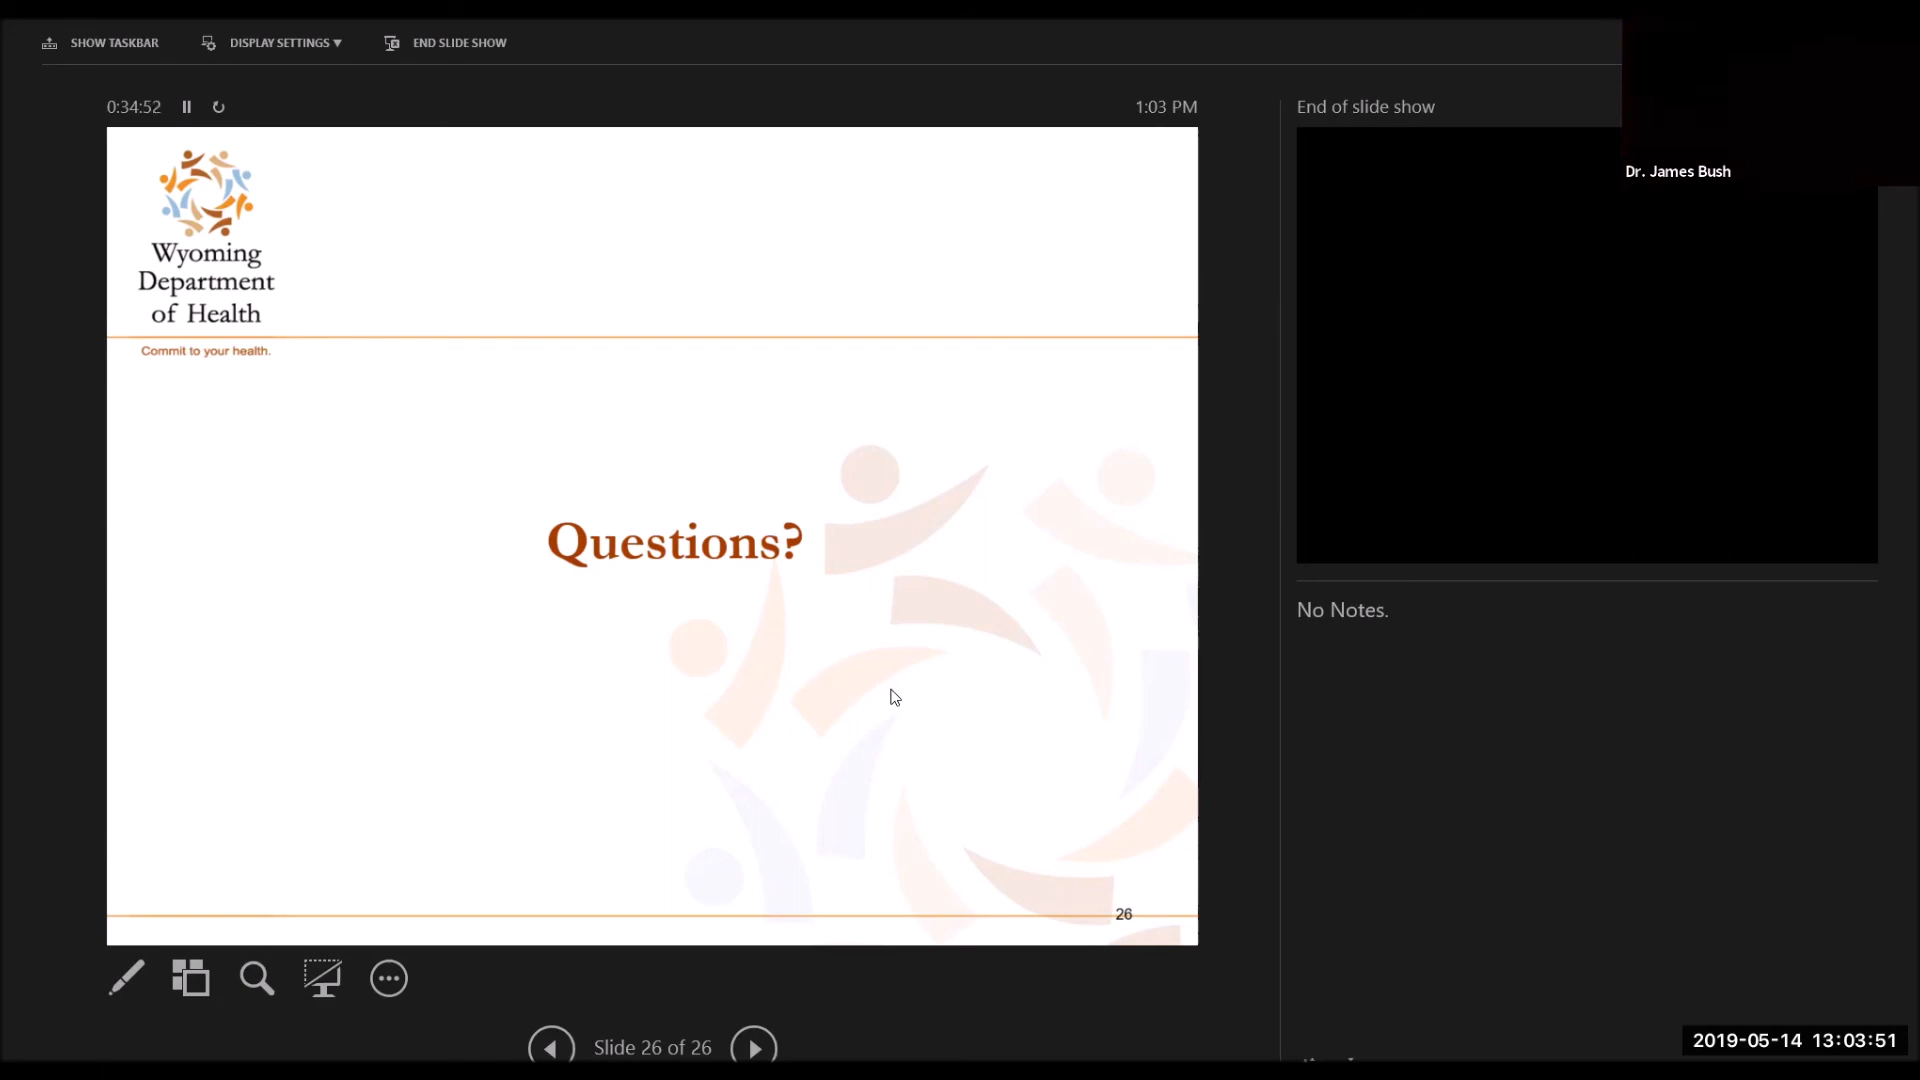 SHOW TASKBAR
DISPLAY SETTINGS
END SLIDE SHOW
0:34:52
1:03 PM
End of slide show
Dr. James Bush
Wyoming
Department
of Health
Commit to your health.
Questions?
No Notes.
26
Slide 26 of 26
2019-05-14 13:03:51